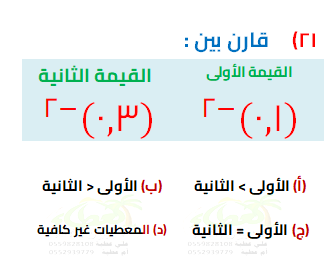 ٢١) قارن بين :
القيمة الأولى القيمة الثانية
(٠,١)−٢ (٠,٣)−٢
(أ) الأولى > الثانية (ب) الأولى < الثانية
(ج) الأولى = الثانية (د) المعطيات غير كافية